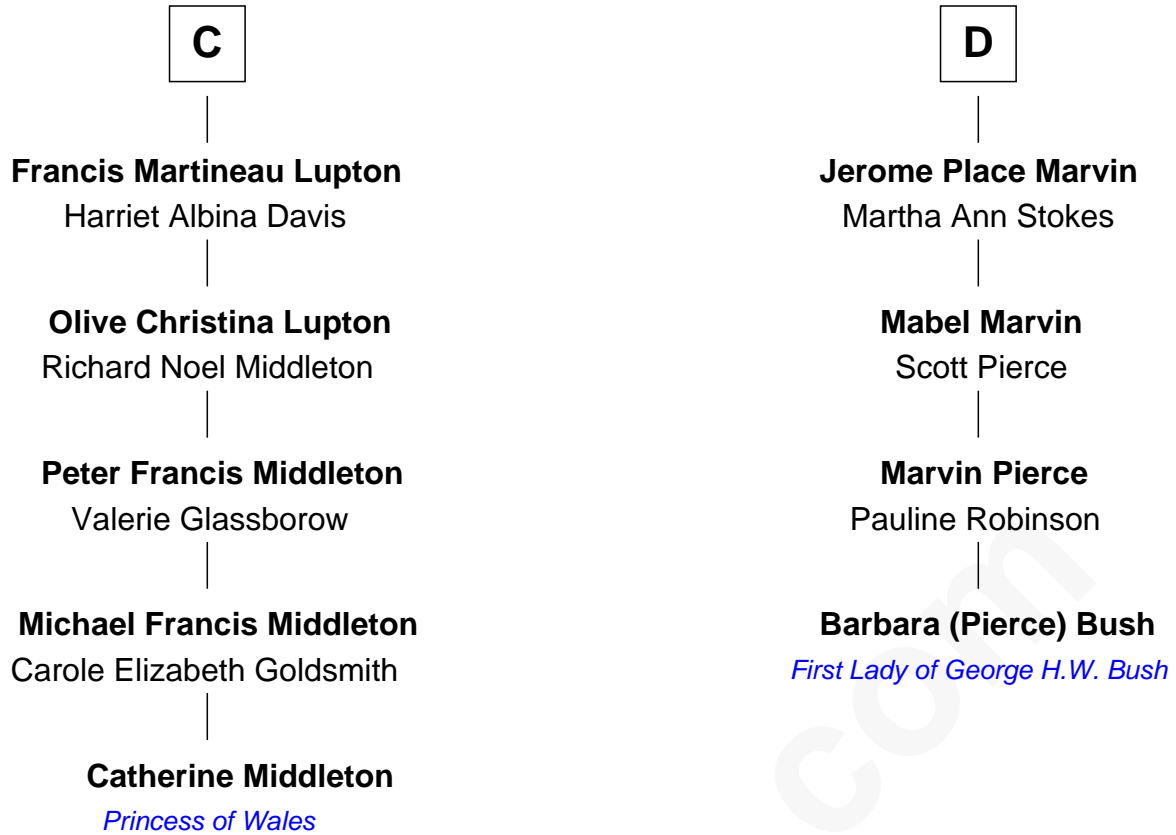 C
Francis Martineau Lupton
Harriet Albina Davis
Olive Christina Lupton
Richard Noel Middleton
Peter Francis Middleton
Valerie Glassborow
Michael Francis Middleton
Carole Elizabeth Goldsmith
Catherine Middleton
Princess of Wales
D
Jerome Place Marvin
Martha Ann Stokes
Mabel Marvin
Scott Pierce
Marvin Pierce
Pauline Robinson
Barbara (Pierce) Bush
First Lady of George H.W. Bush
com